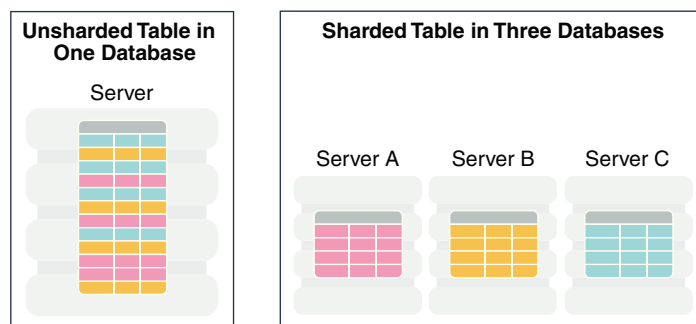 Unsharded Table in
One Database
Server
Sharded Table in Three Databases
Server A
Server B
Server C